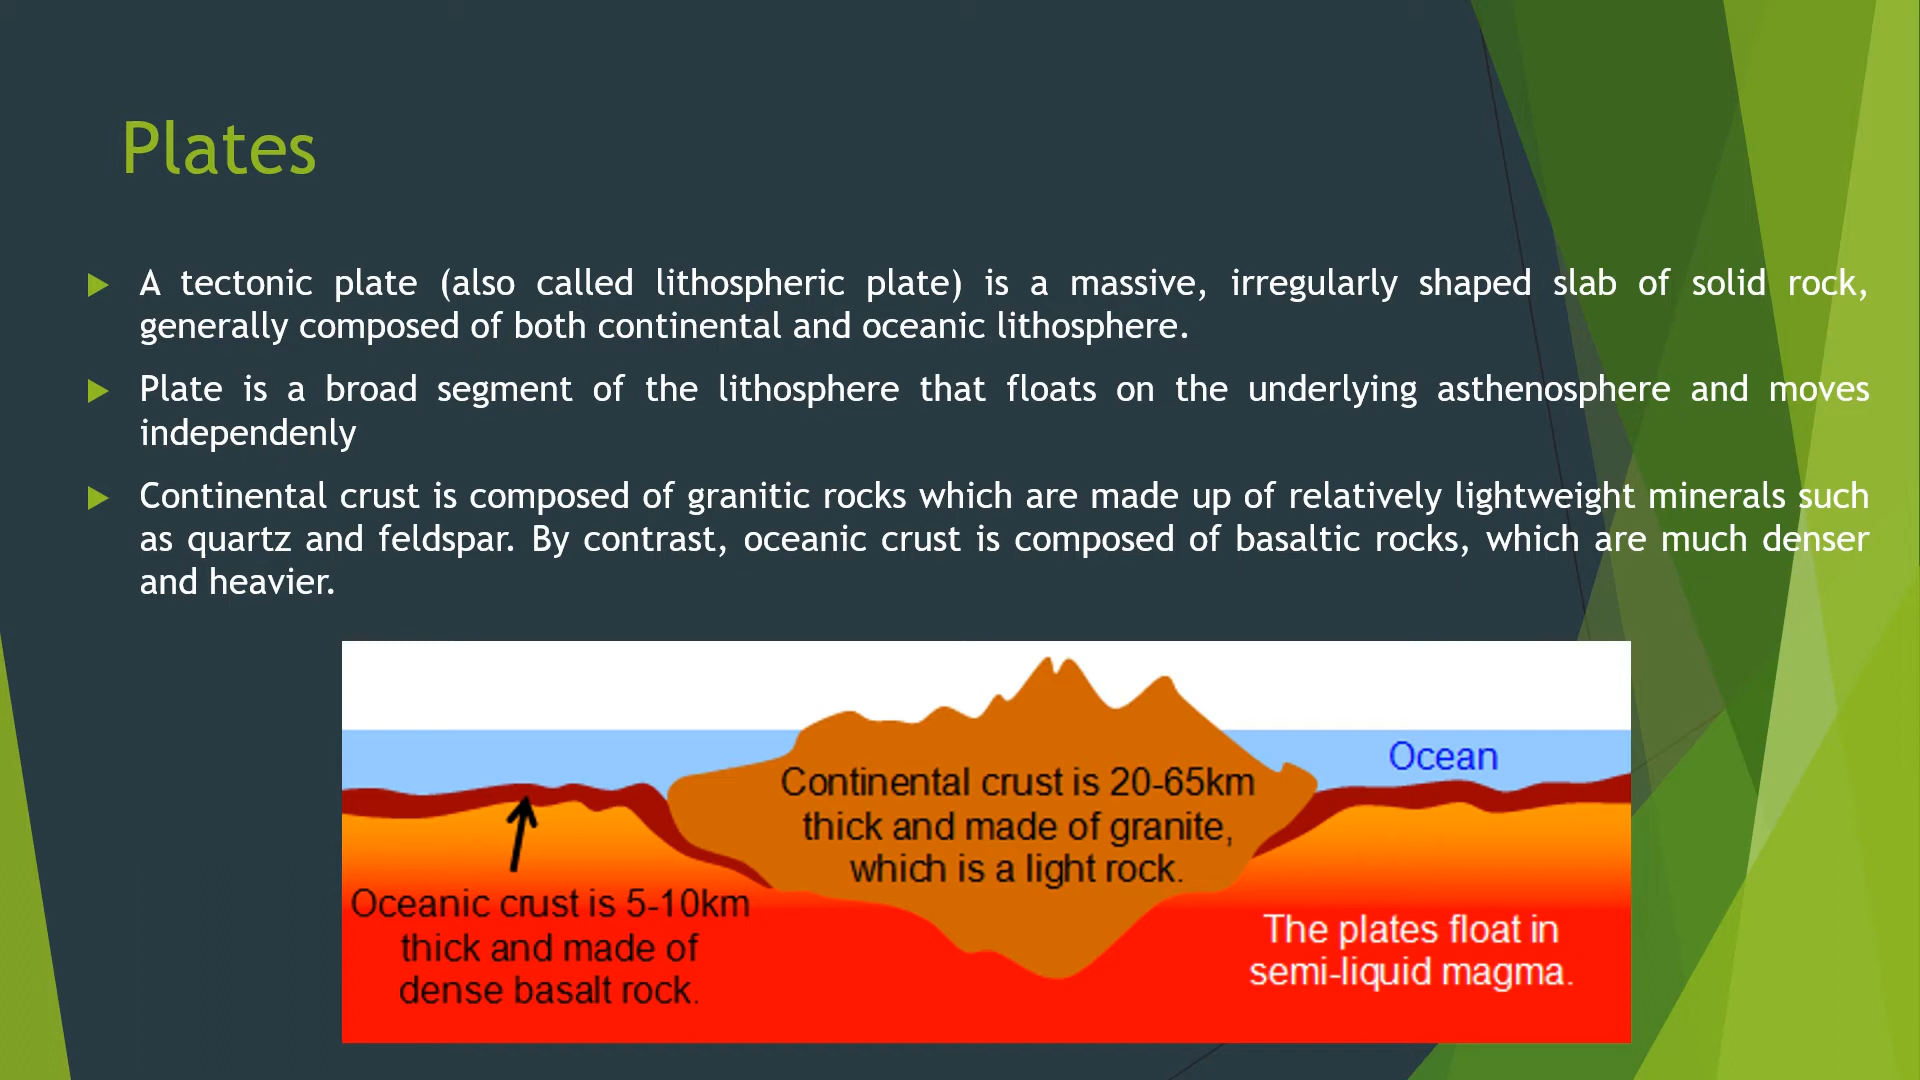 Plates
A tectonic plate (also called lithospheric plate) is a massive, irregularly shaped slab of solid rock,
generally composed of both continental and oceanic lithosphere.
Plate is a broad segment of the lithosphere that floats on the underlying asthenosphere and moves
independenly
Continental crust is composed of granitic rocks which are made up of relatively lightweight minerals such
as quartz and feldspar. By contrast, oceanic crust is composed of basaltic rocks, which are much denser
and heavier.
Ocean
Continental crust is 20-65km
thick and made of granite,
which is a light rock.
Oceanic crust is 5-10km
thick and made of
dense basalt rock.
The plates float in
semi-liquid magma.